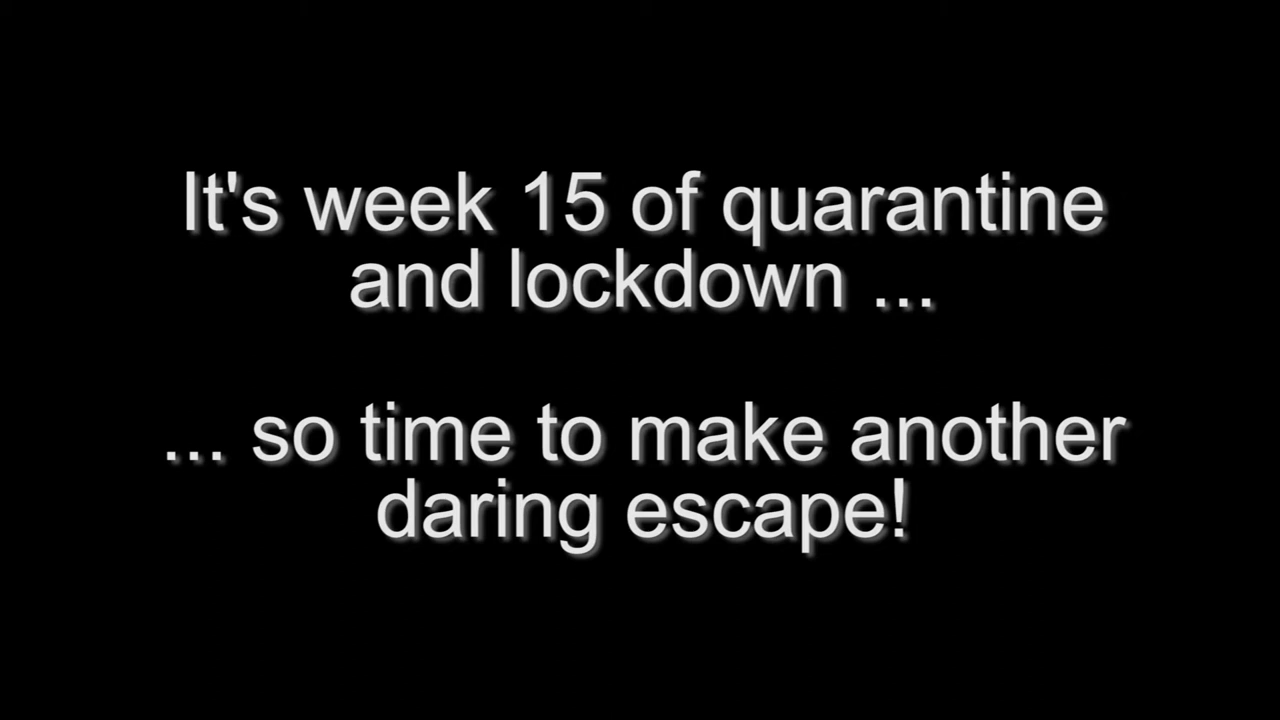 It's week 15 of quarantine
and lockdown ...
... so time to make another
daring escape!